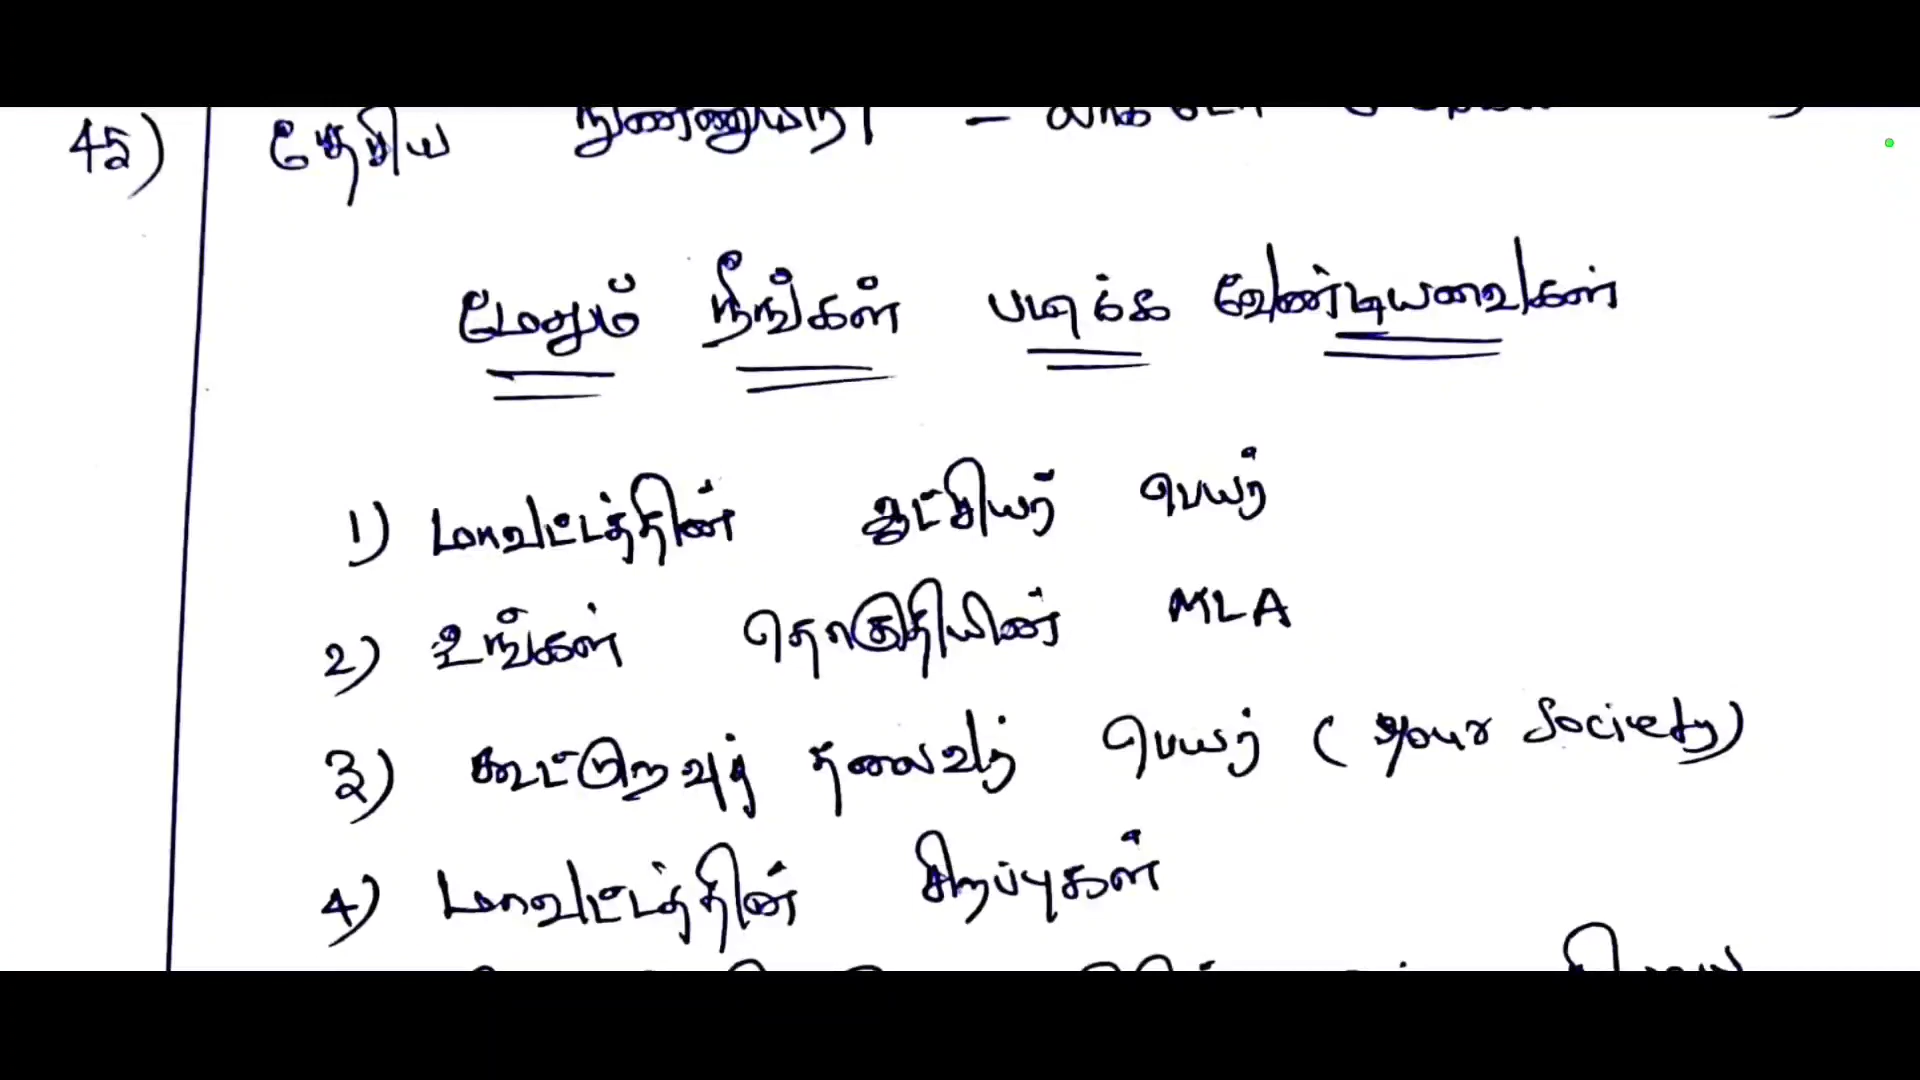 45) தேசிய நுண்ணுயிரி -
மேலும் நீங்கள் படிக்க வேண்டியவைகள்
1) மாவட்டத்தின் ஆட்சியர் பெயர்
2) உங்கள் தொகுதியின் MLA
3) கூட்டுறவுத் தலைவர் பெயர் ( your Society)
4) மாவட்டத்தின் சிறப்புகள்